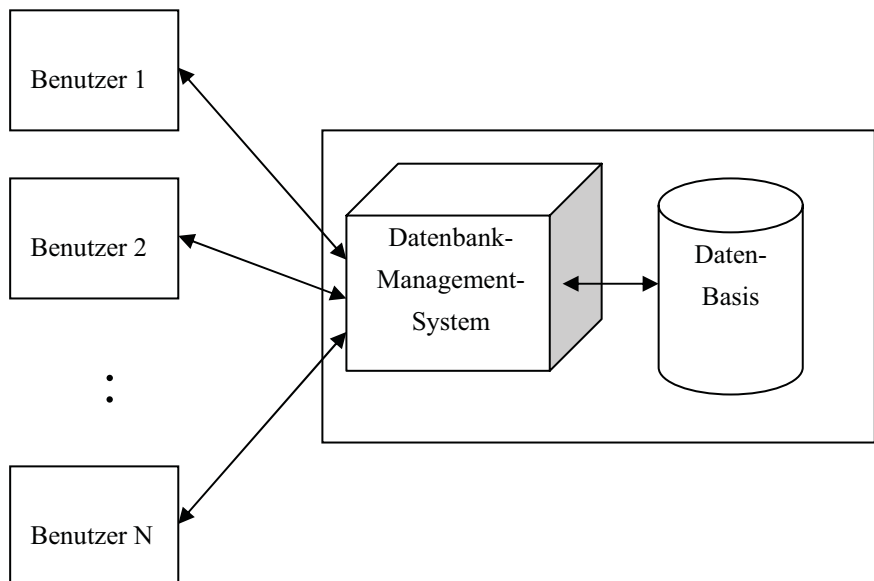 Benutzer 1
Benutzer 2
Datenbank-
Management-
System
Daten-
Basis
:
Benutzer N